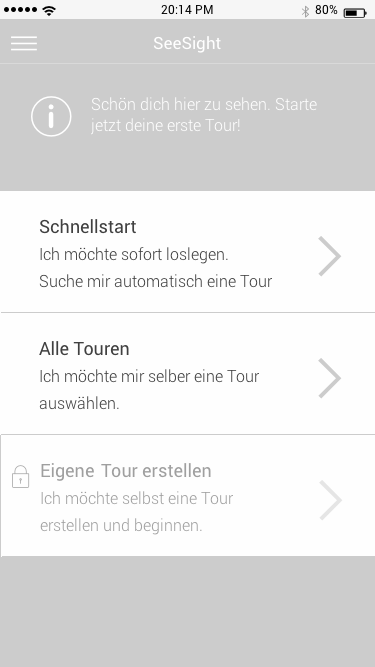 20:14 PM
80%
SeeSight
Schön dich hier zu sehen. Starte
jetzt deine erste Tour!
Schnellstart
Ich möchte sofort loslegen.
Suche mir automatisch eine Tour
Alle Touren
Ich möchte mir selber eine Tour
auswählen.
Eigene Tour erstellen
Ich möchte selbst eine Tour
erstellen und beginnen.